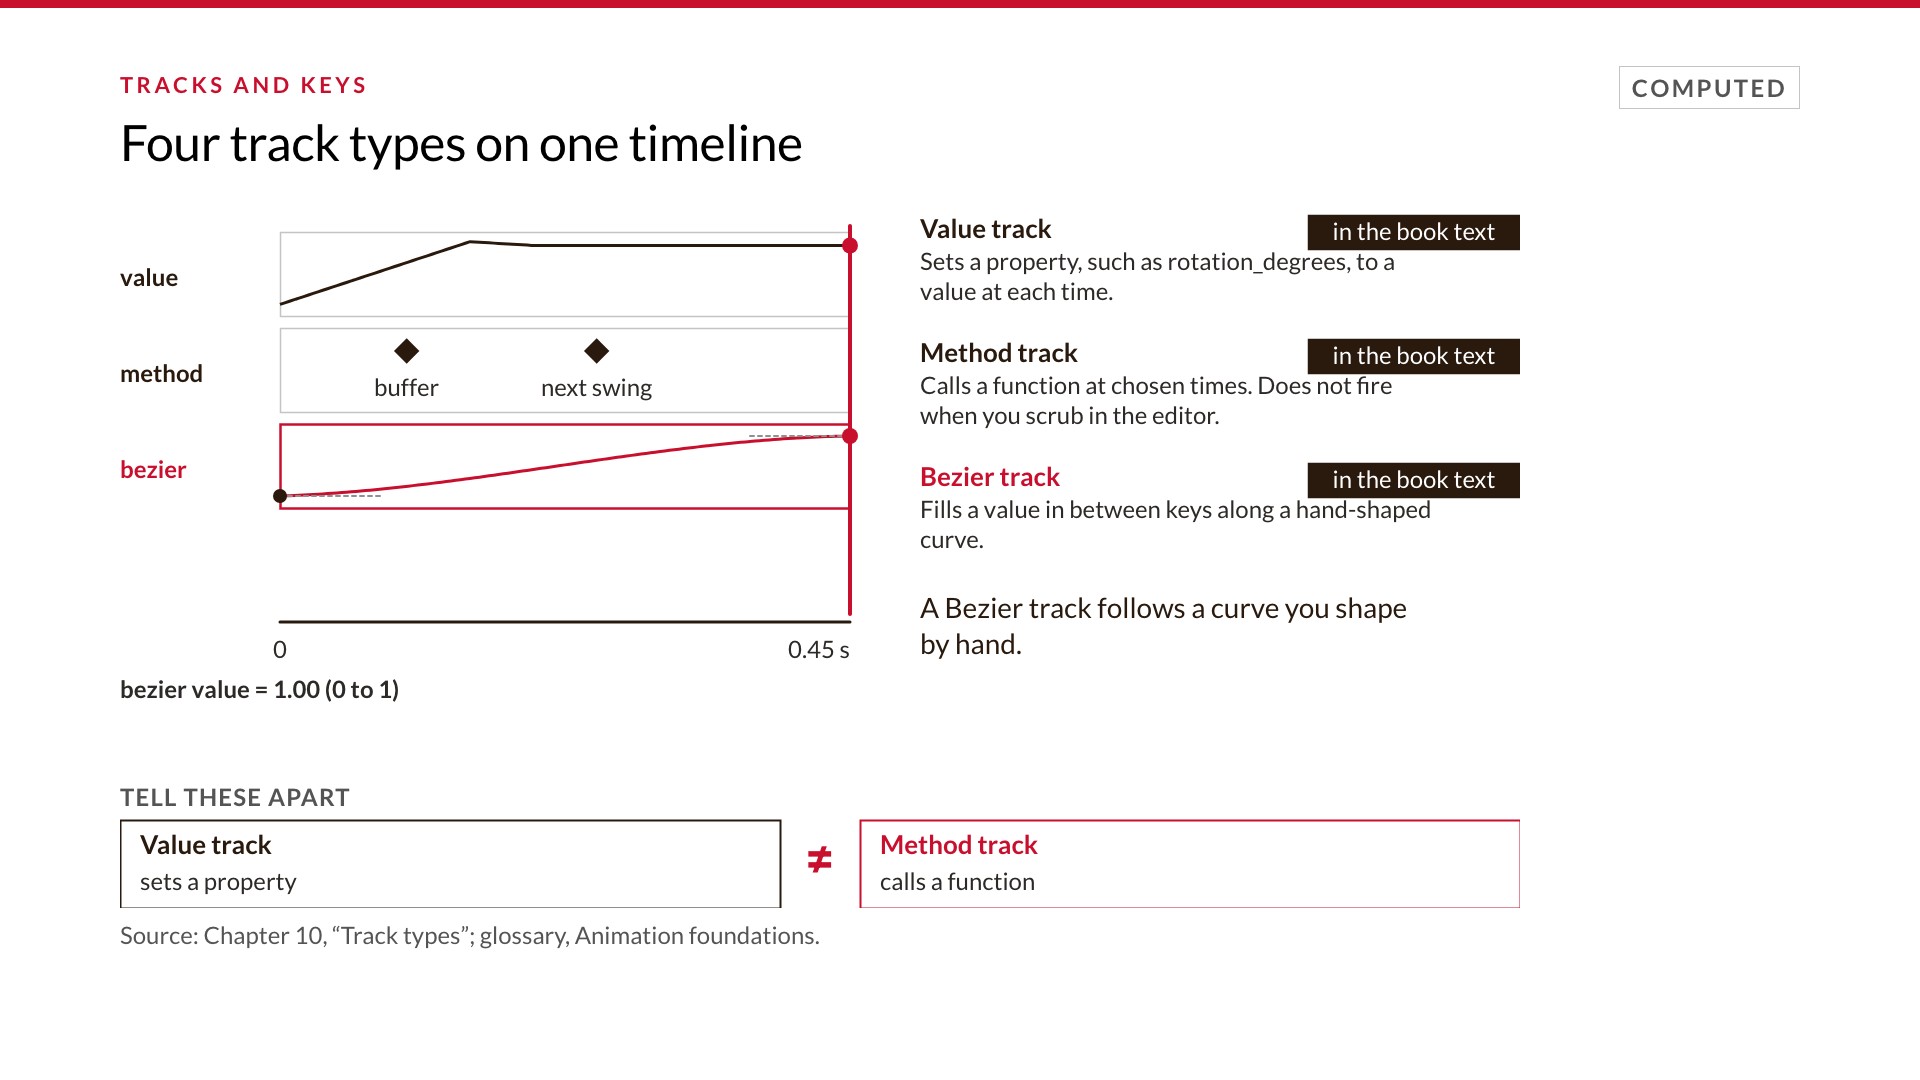 TRACKS AND KEYS
COMPUTED
Four track types on one timeline
value
method
buffer
next swing
bezier
0
0.45 s
bezier value = 1.00 (0 to 1)
Value track
in the book text
Sets a property, such as rotation_degrees, to a
value at each time.
Method track
in the book text
Calls a function at chosen times. Does not fire
when you scrub in the editor.
Bezier track
in the book text
Fills a value in between keys along a hand-shaped
curve.
A Bezier track follows a curve you shape
by hand.
TELL THESE APART
Value track
sets a property
≠
Method track
calls a function
Source: Chapter 10, “Track types”; glossary, Animation foundations.